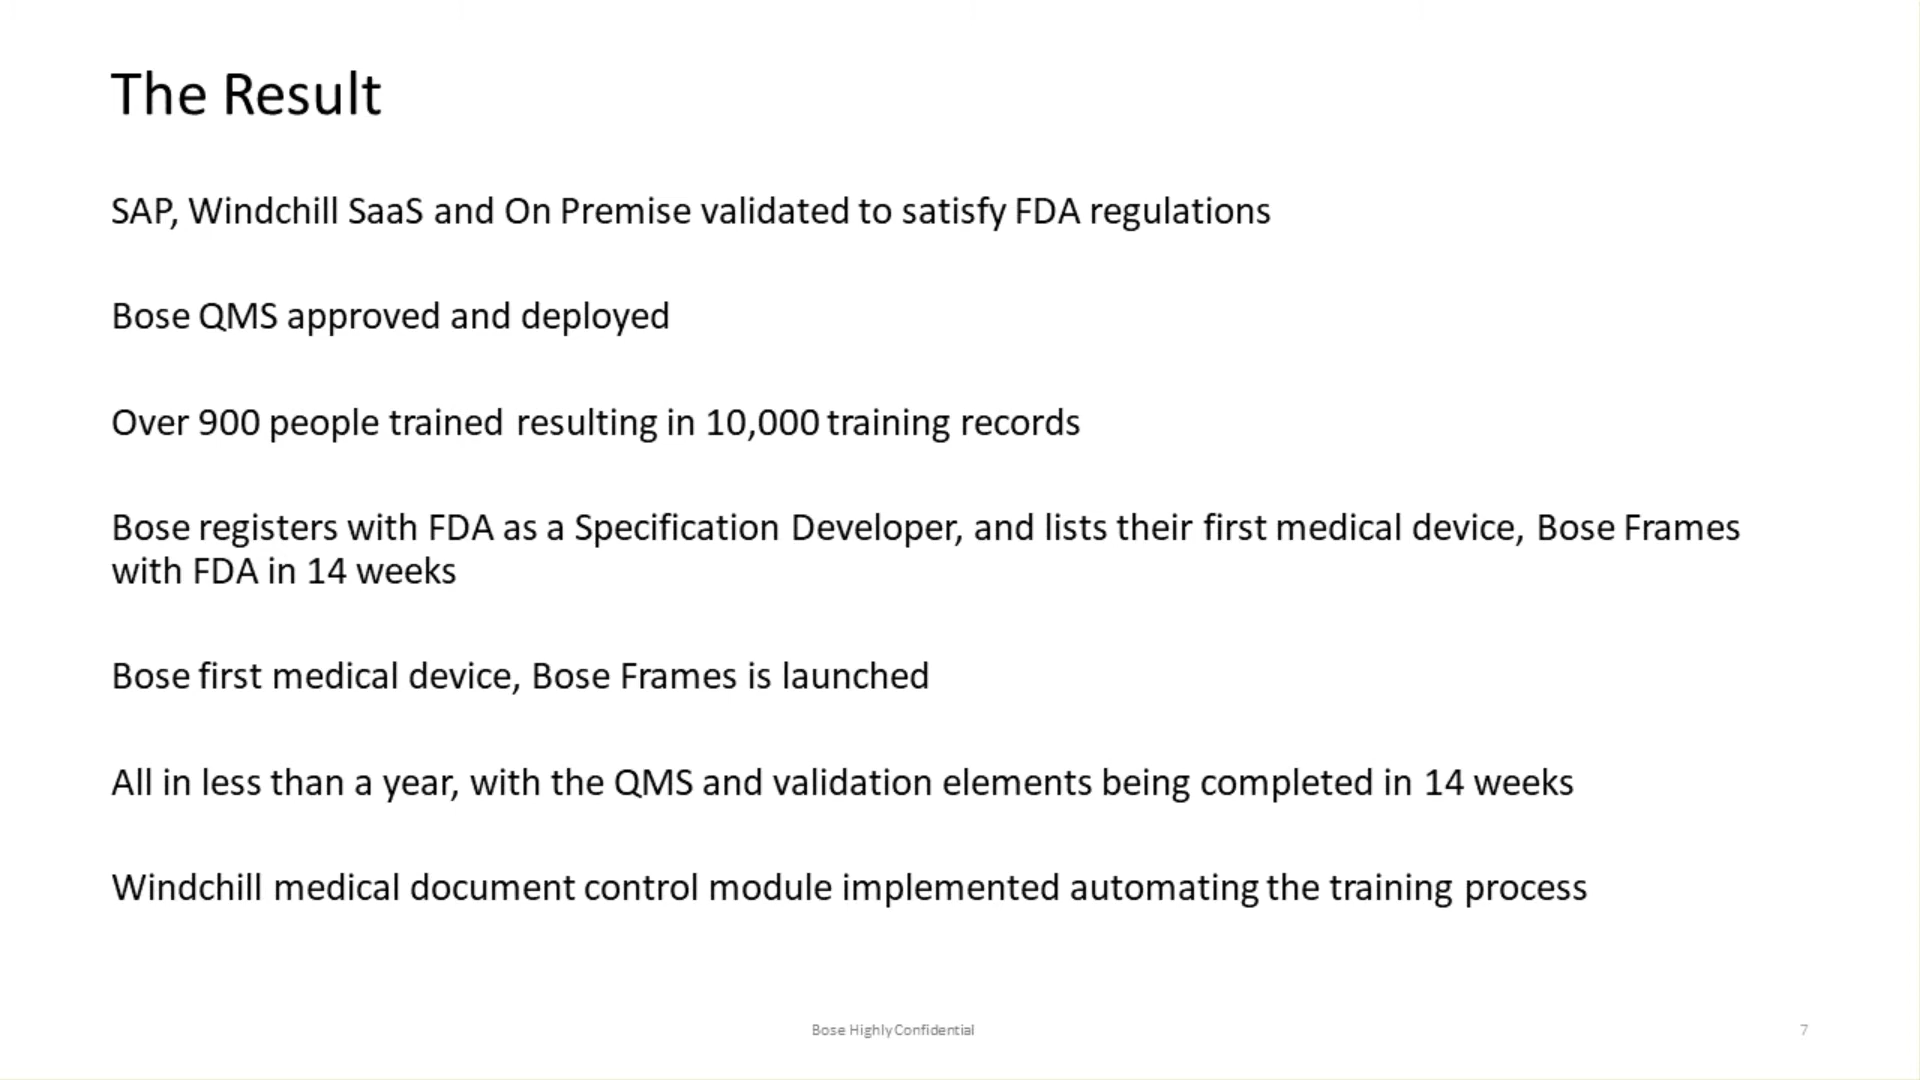 The Result
SAP, Windchill SaaS and On Premise validated to satisfy FDA regulations
Bose QMS approved and deployed
Over 900 people trained resulting in 10,000 training records
Bose registers with FDA as a Specification Developer, and lists their first medical device, Bose Frames
with FDA in 14 weeks
Bose first medical device, Bose Frames is launched
All in less than a year, with the QMS and validation elements being completed in 14 weeks
Windchill medical document control module implemented automating the training process
Bose Highly Confidential
7